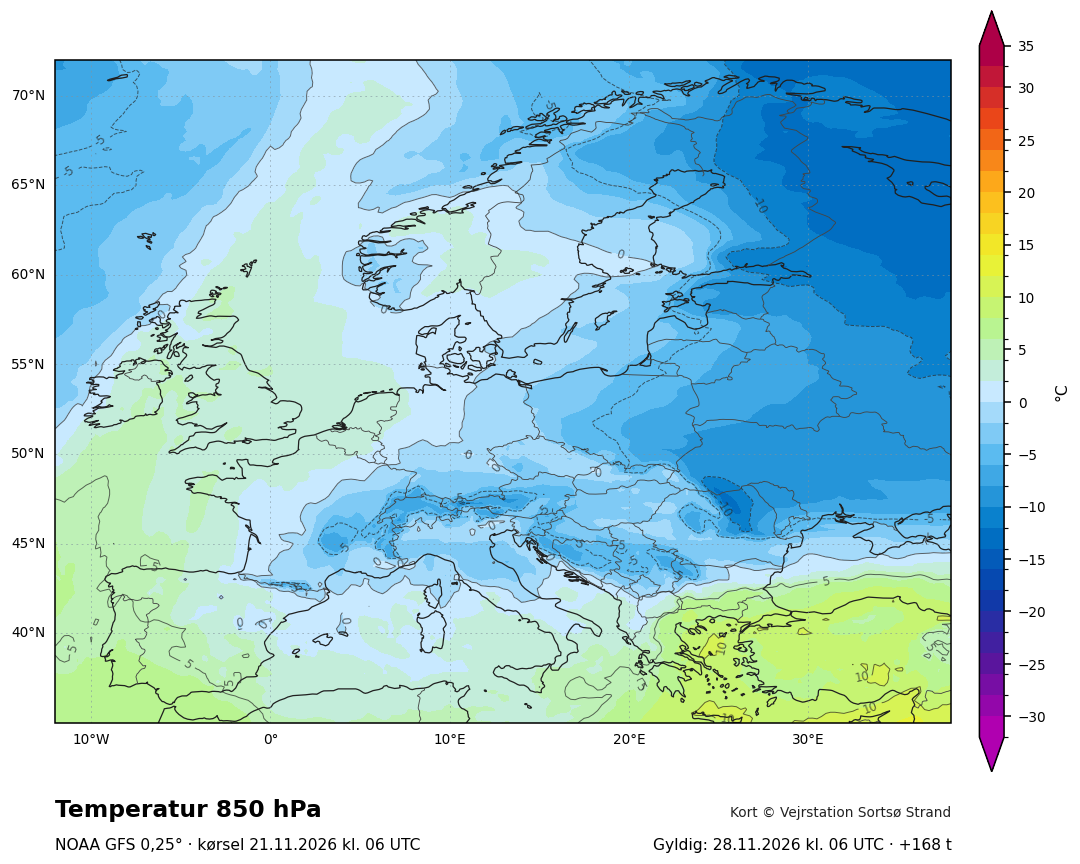 70°N
65°N
60°N
55°N
50°N
45°N
40°N
10°W
0°
10°E
20°E
30°E
35
30
25
20
15
10
5
0
−5
−10
−15
−20
−25
−30
°C
Temperatur 850 hPa
Kort © Vejrstation Sortsø Strand
NOAA GFS 0,25° · kørsel 21.11.2026 kl. 06 UTC
Gyldig: 28.11.2026 kl. 06 UTC · +168 t